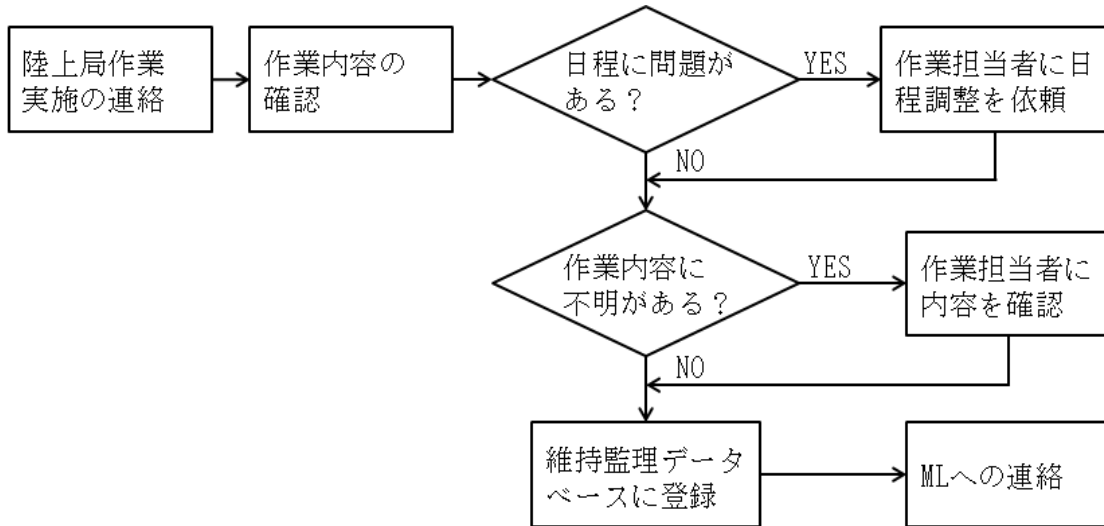 陸上局作業
実施の連絡
作業内容の
確認
日程に問題が
ある？
YES
作業担当者に日
程調整を依頼
NO
作業内容に
不明がある？
YES
作業担当者に
内容を確認
NO
維持監理データ
ベースに登録
MLへの連絡